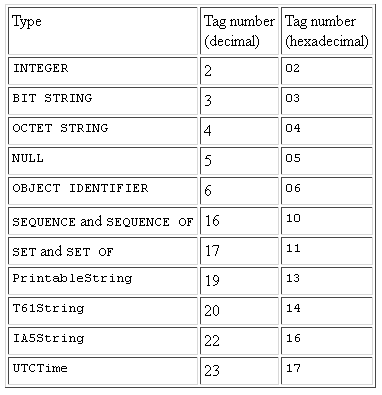 Type Tag number Tag number
(decimal) (hexadecimal)
INTEGER 2 02
BIT STRING 3 03
OCTET STRING 4 04
NULL 5 05
OBJECT IDENTIFIER 6 06
SEQUENCE and SEQUENCE OF 16 10
SET and SET OF 17 11
PrintableString 19 13
T61String 20 14
IA5String 22 16
UTCTime 23 17